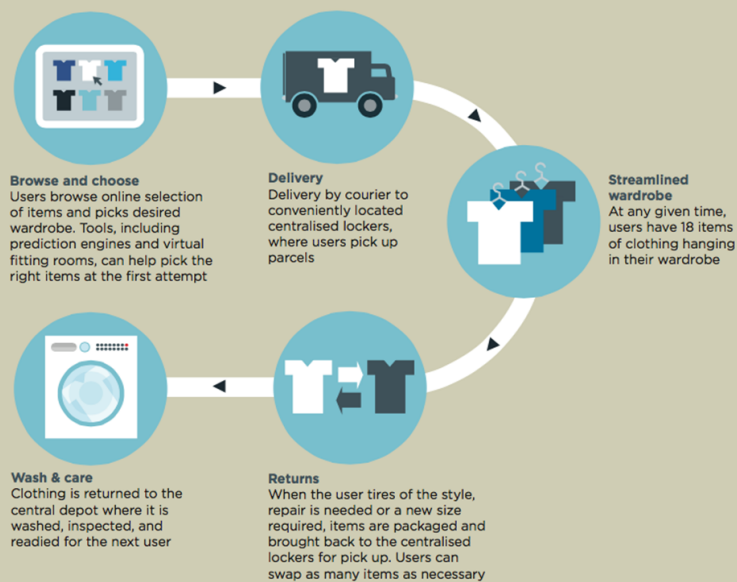 Browse and choose
Users browse online selection
of items and picks desired
wardrobe. Tools, including
prediction engines and virtual
fitting rooms, can help pick the
right items at the first attempt
Delivery
Delivery by courier to
conveniently located
centralised lockers,
where users pick up
parcels
Streamlined
wardrobe
At any given time,
users have 18 items
of clothing hanging
in their wardrobe
Returns
When the user tires of the style,
repair is needed or a new size
required, items are packaged and
brought back to the centralised
lockers for pick up. Users can
swap as many items as necessary
Wash & care
Clothing is returned to the
central depot where it is
washed, inspected, and
readied for the next user